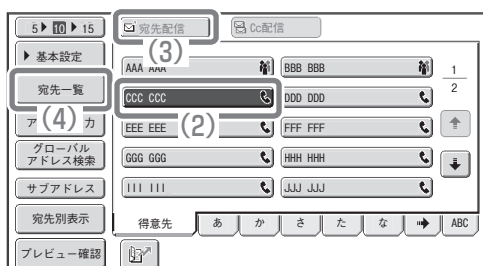 5 10 15
宛先配信
Cc配信
(3)
基本設定
AAA AAA
BBB BBB
1
2
宛先一覧
CCC CCC
DDD DDD
(4)
(2)
ア
カ
EEE EEE
FFF FFF
グローバル
アドレス検索
GGG GGG
HHH HHH
サブアドレス
III III
JJJ JJJ
宛先別表示
得意先
あ
か
さ
た
な
ABC
プレビュー確認